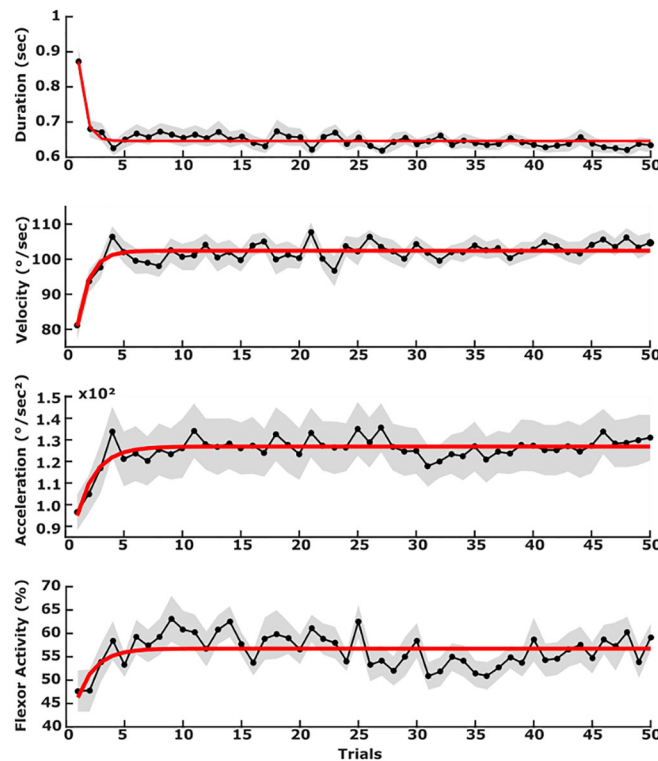 1
0.9
0.8
0.7
0.6
Duration (sec)
0 5 10 15 20 25 30 35 40 45 50
110
100
90
80
Velocity (°/sec)
0 5 10 15 20 25 30 35 40 45 50
x10²
1.5
1.4
1.3
1.2
1.0
0.9
Acceleration (°/sec²)
0 5 10 15 20 25 30 35 40 45 50
70
65
60
55
50
45
40
Flexor Activity (%)
0 5 10 15 20 25 30 35 40 45 50
Trials